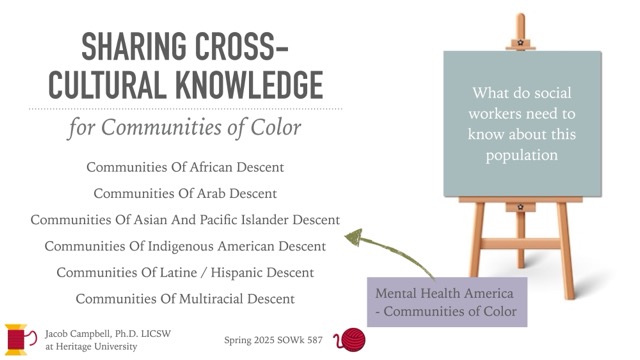 SHARING CROSS-
CULTURAL KNOWLEDGE
for Communities of Color
Communities Of African Descent
Communities Of Arab Descent
Communities Of Asian And Pacific Islander Descent
Communities Of Indigenous American Descent
Communities Of Latine / Hispanic Descent
Communities Of Multiracial Descent
What do social
workers need to
know about this
population
Mental Health America
- Communities of Color
Jacob Campbell, Ph.D. LICSW
at Heritage University
Spring 2025 SOWk 587